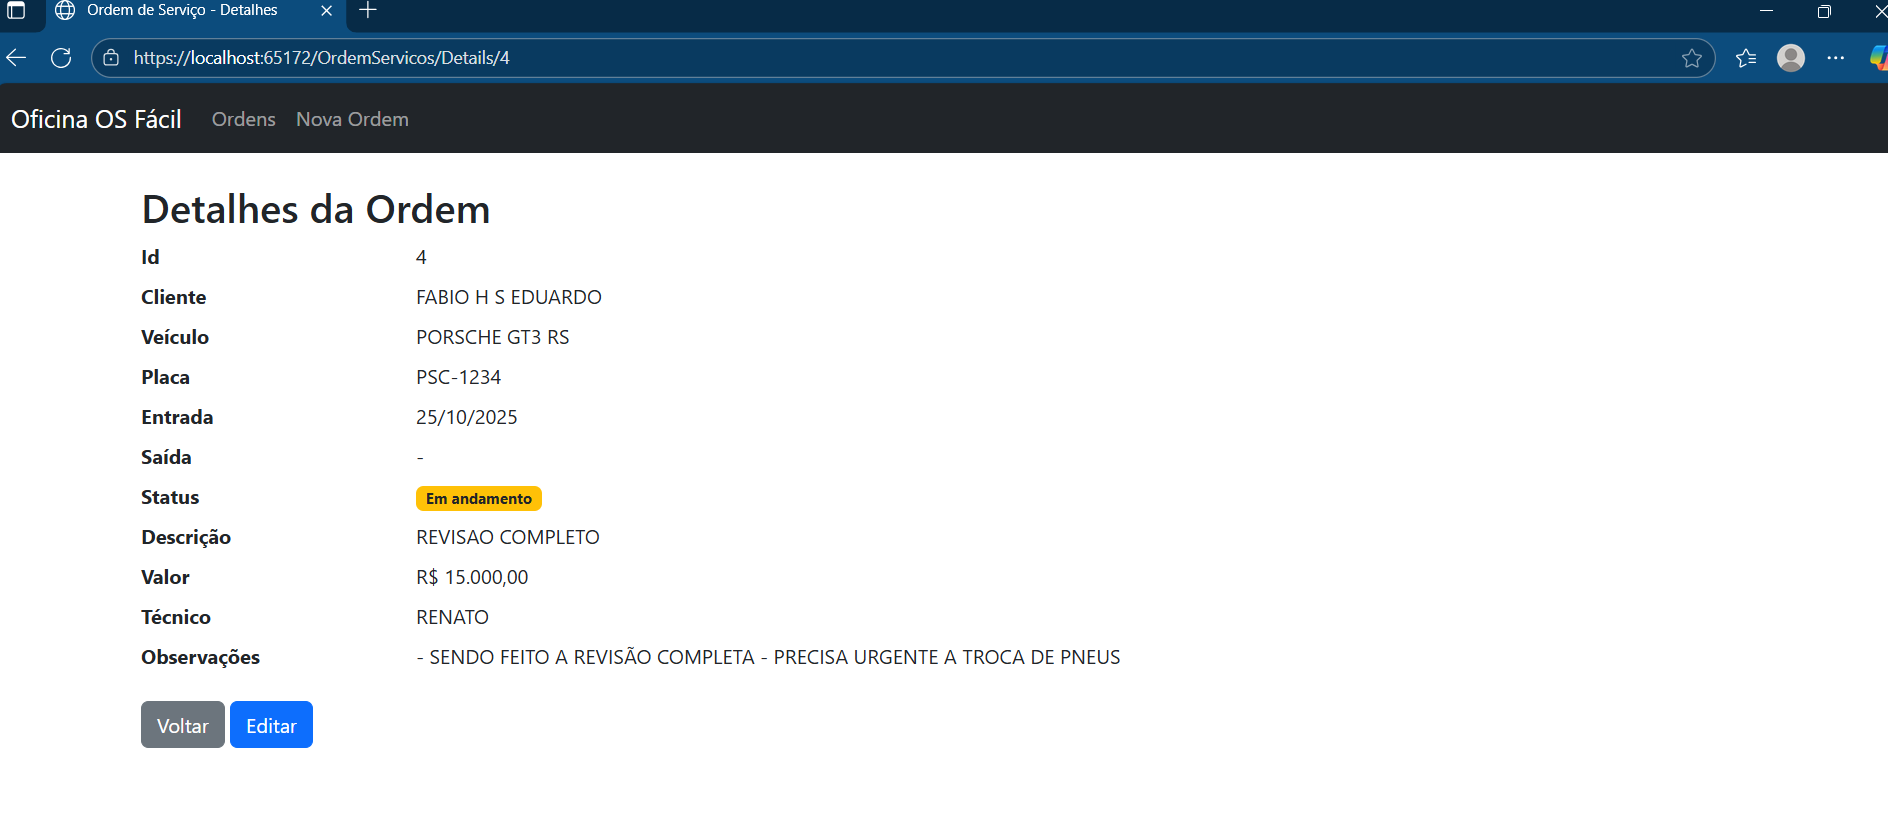 Ordem de Serviço - Detalhes
https://localhost:65172/OrdemServicos/Details/4
Oficina OS Fácil Ordens Nova Ordem
Detalhes da Ordem
Id 4
Cliente FABIO H S EDUARDO
Veículo PORSCHE GT3 RS
Placa PSC-1234
Entrada 25/10/2025
Saída -
Status Em andamento
Descrição REVISAO COMPLETO
Valor R$ 15.000,00
Técnico RENATO
Observações - SENDO FEITO A REVISÃO COMPLETA - PRECISA URGENTE A TROCA DE PNEUS
Voltar Editar